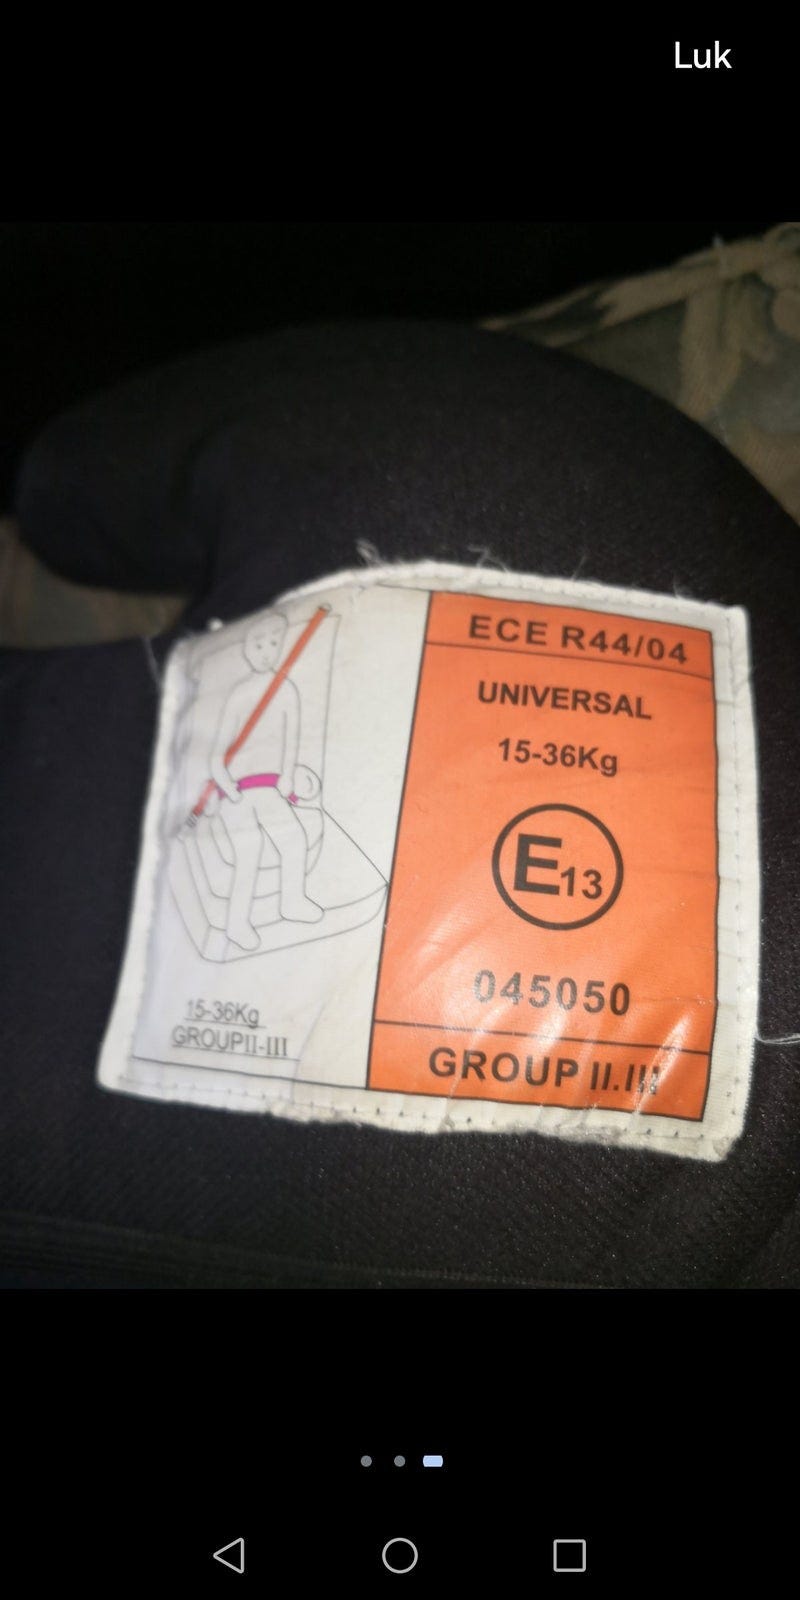 Luk
ECE R44/04
UNIVERSAL
15-36Kg
E13
045050
GROUP II.III
15-36Kg
GROUPII-III